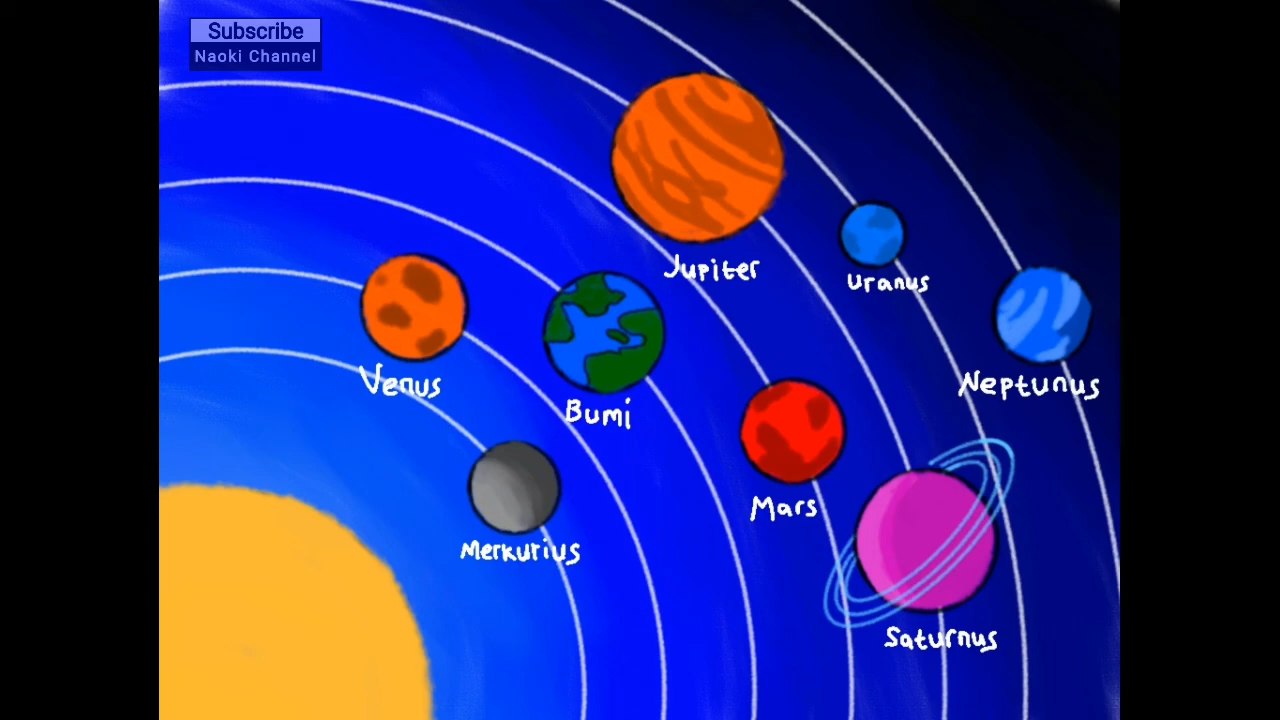 Subscribe
Naoki Channel
Jupiter
Uranus
Venus
Bumi
Neptunus
Mars
Merkurius
Saturnus